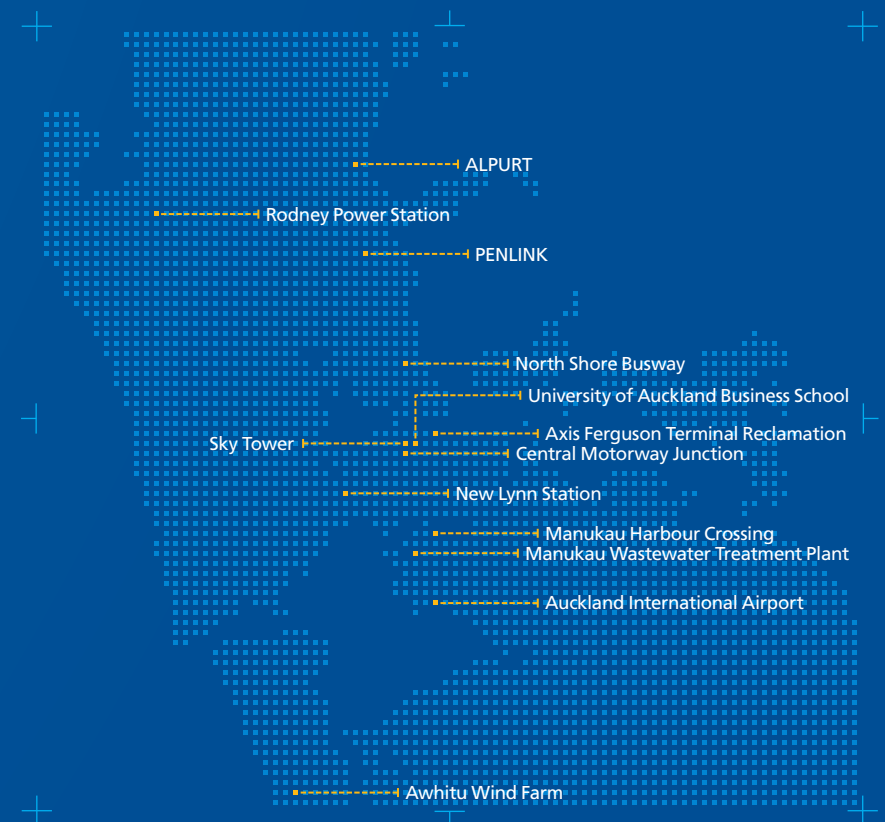 ALPURT
Rodney Power Station
PENLINK
North Shore Busway
University of Auckland Business School
Axis Ferguson Terminal Reclamation
Sky Tower
Central Motorway Junction
New Lynn Station
Manukau Harbour Crossing
Manukau Wastewater Treatment Plant
Auckland International Airport
Awhitu Wind Farm